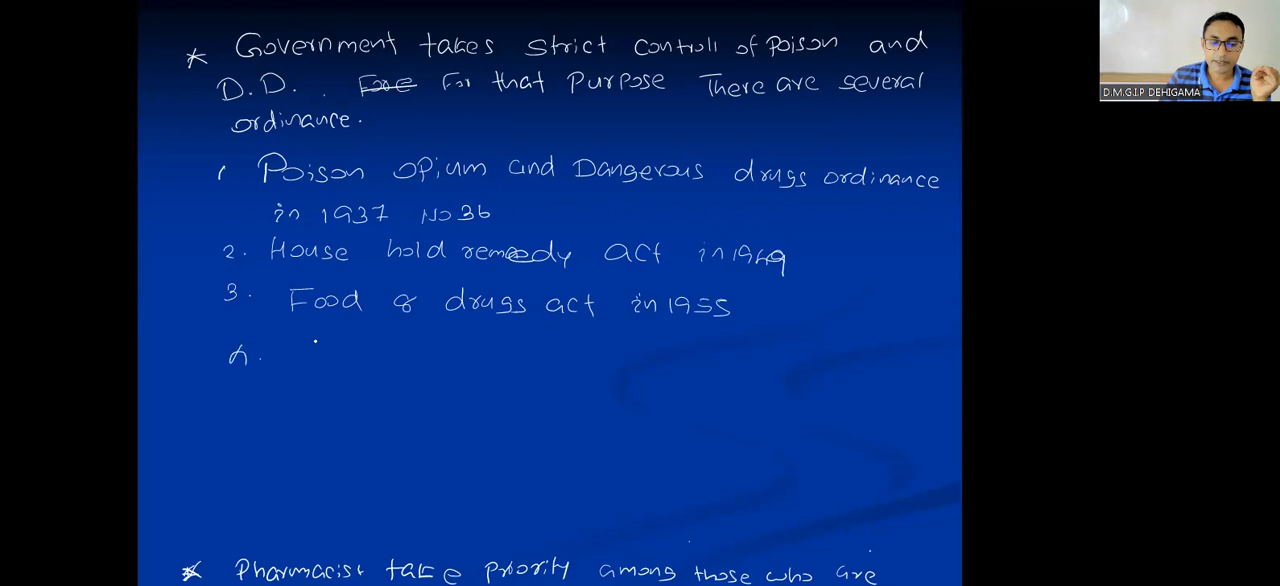 * Government takes strict controll of Poison and
D.D. . Fore For that Purpose There are several
ordinance.
1 Poison opium and Dangerous drugs ordinance
in 1937 No 36
2. House hold remedy act in 1949
3. Food & drugs act in 1955
4.
* Pharmacist take priority among those who are
D.M.G.I.P DEHIGAMA